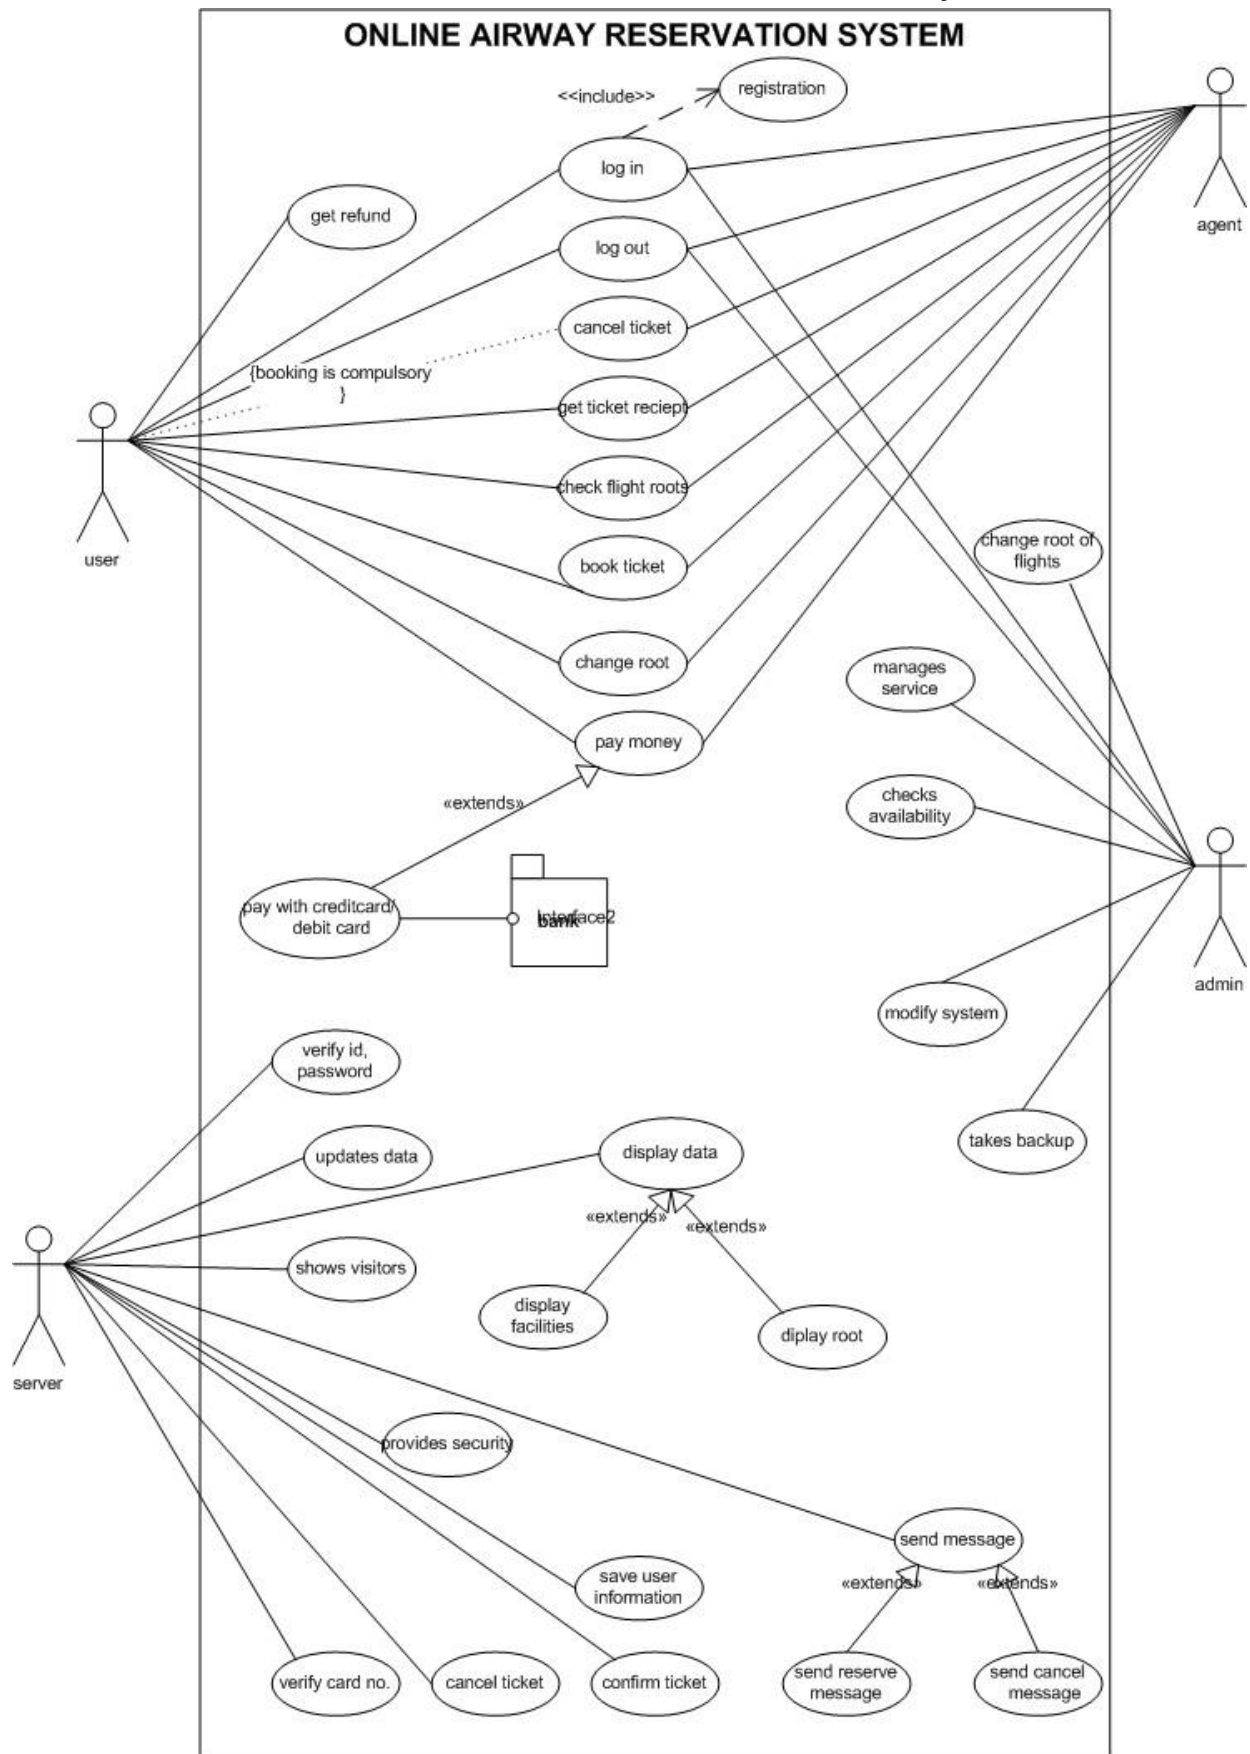 ONLINE AIRWAY RESERVATION SYSTEM
<<include>>
registration
log in
agent
get refund
log out
cancel ticket
{booking is compulsory
}
get ticket reciept
check flight roots
user
book ticket
change root of
flights
change root
manages
service
pay money
«extends»
checks
availability
pay with creditcard/
debit card
Interface2
bank
admin
modify system
verify id,
password
updates data
display data
takes backup
«extends»
«extends»
shows visitors
display
facilities
diplay root
server
provides security
send message
save user
information
«extends»
«extends»
verify card no.
cancel ticket
confirm ticket
send reserve
message
send cancel
message